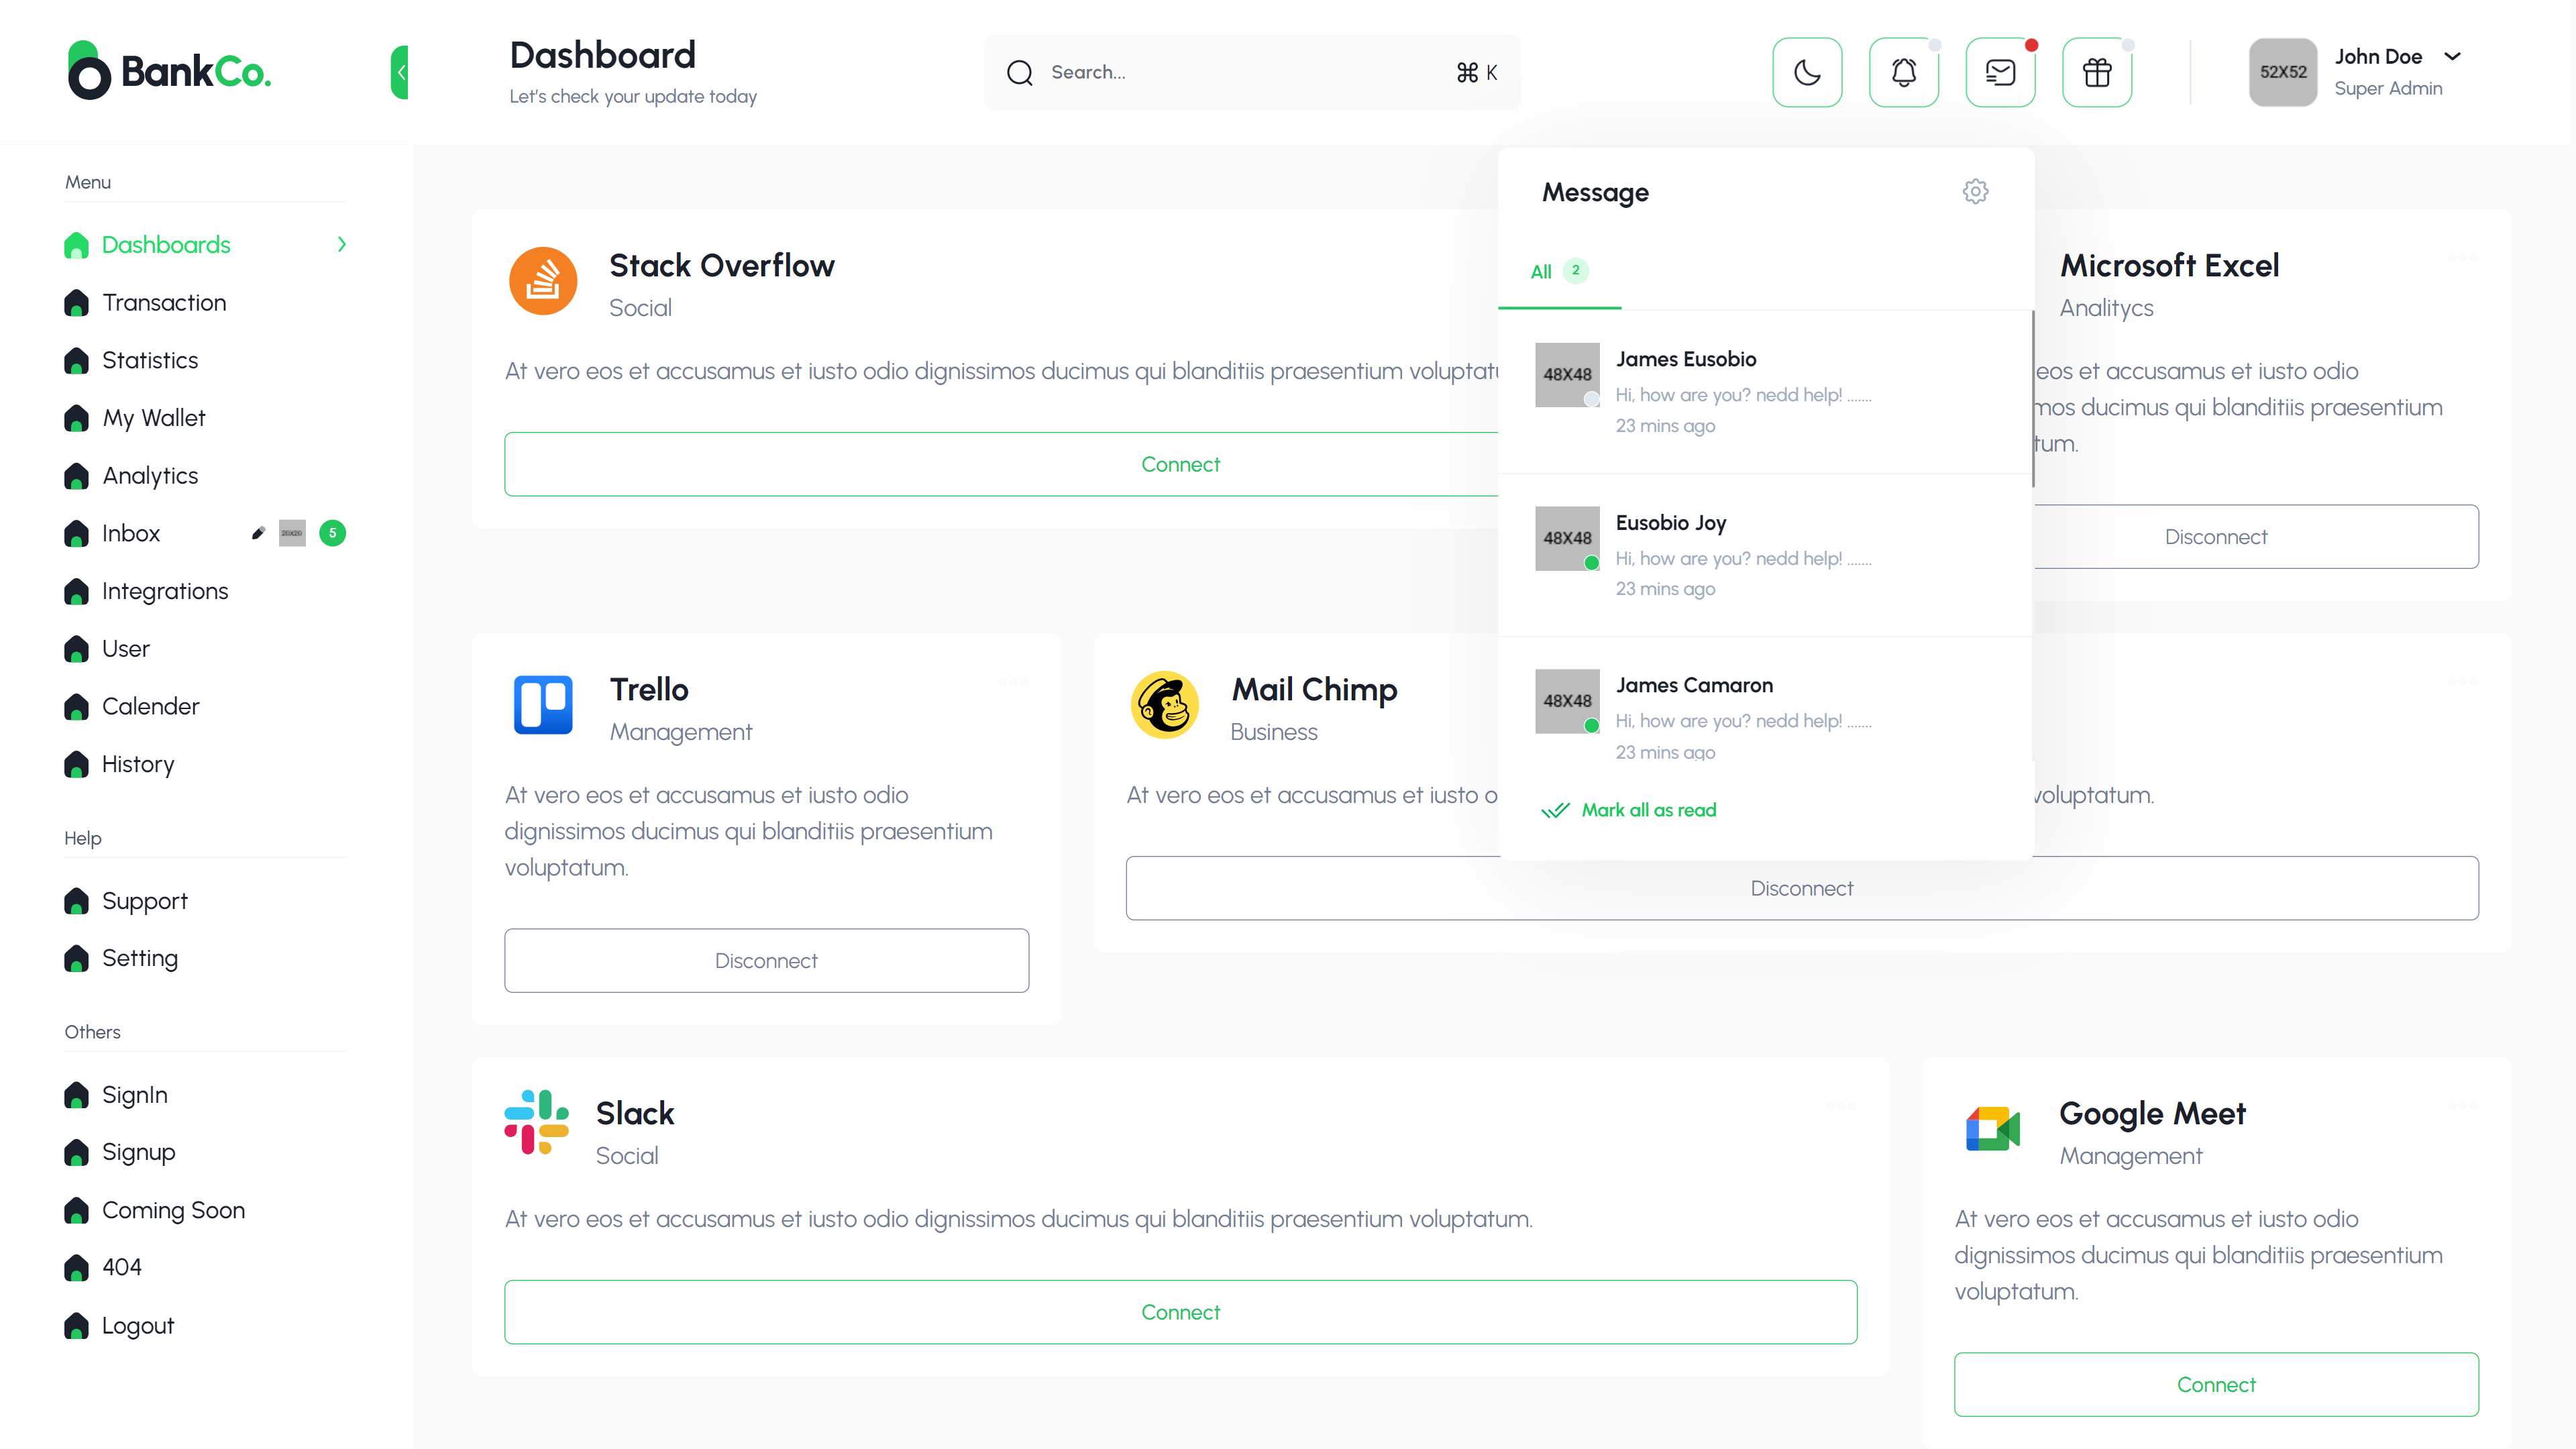 BankCo.
Dashboard
Let's check your update today
Search...
⌘ K
52X52
John Doe
Super Admin
Menu
Dashboards
Transaction
Statistics
My Wallet
Analytics
Inbox
5
Integrations
User
Calender
History
Help
Support
Setting
Others
SignIn
Signup
Coming Soon
404
Logout
Stack Overflow
Social
At vero eos et accusamus et iusto odio dignissimos ducimus qui blanditiis praesentium
Connect
Message
All 2
48X48
James Eusobio
Hi, how are you? nedd help! .......
23 mins ago
48X48
Eusobio Joy
Hi, how are you? nedd help! .......
23 mins ago
48X48
James Camaron
Hi, how are you? nedd help! .......
23 mins ago
Mark all as read
Microsoft Excel
Analitycs
eos et accusamus et iusto odio
ducimus qui blanditiis praesentium
Disconnect
Trello
Management
At vero eos et accusamus et iusto odio
dignissimos ducimus qui blanditiis praesentium
voluptatum.
Disconnect
Mail Chimp
Business
At vero eos et accusamus et iusto o
voluptatum.
Disconnect
Slack
Social
At vero eos et accusamus et iusto odio dignissimos ducimus qui blanditiis praesentium voluptatum.
Connect
Google Meet
Management
At vero eos et accusamus et iusto odio
dignissimos ducimus qui blanditiis praesentium
voluptatum.
Connect